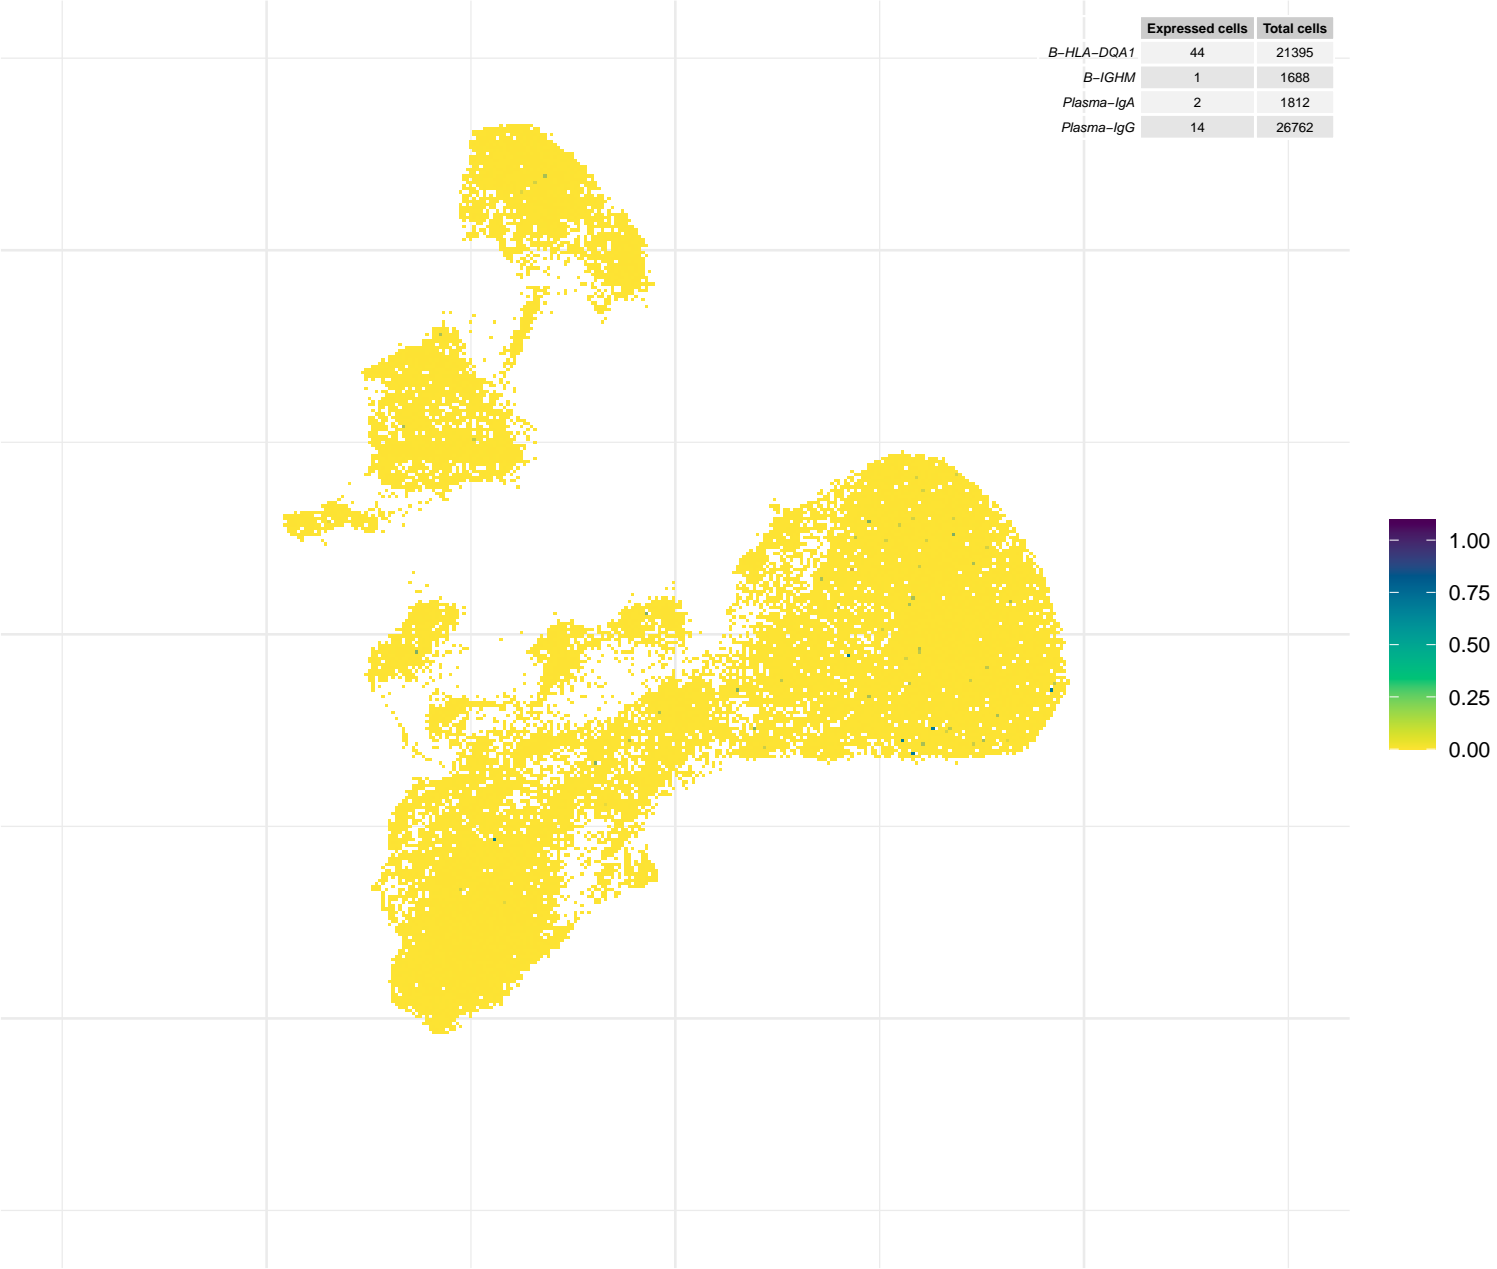 Expressed cells Total cells
B−HLA−DQA1 44 21395
B−IGHM 1 1688
Plasma−IgA 2 1812
Plasma−IgG 14 26762
1.00
0.75
0.50
0.25
0.00